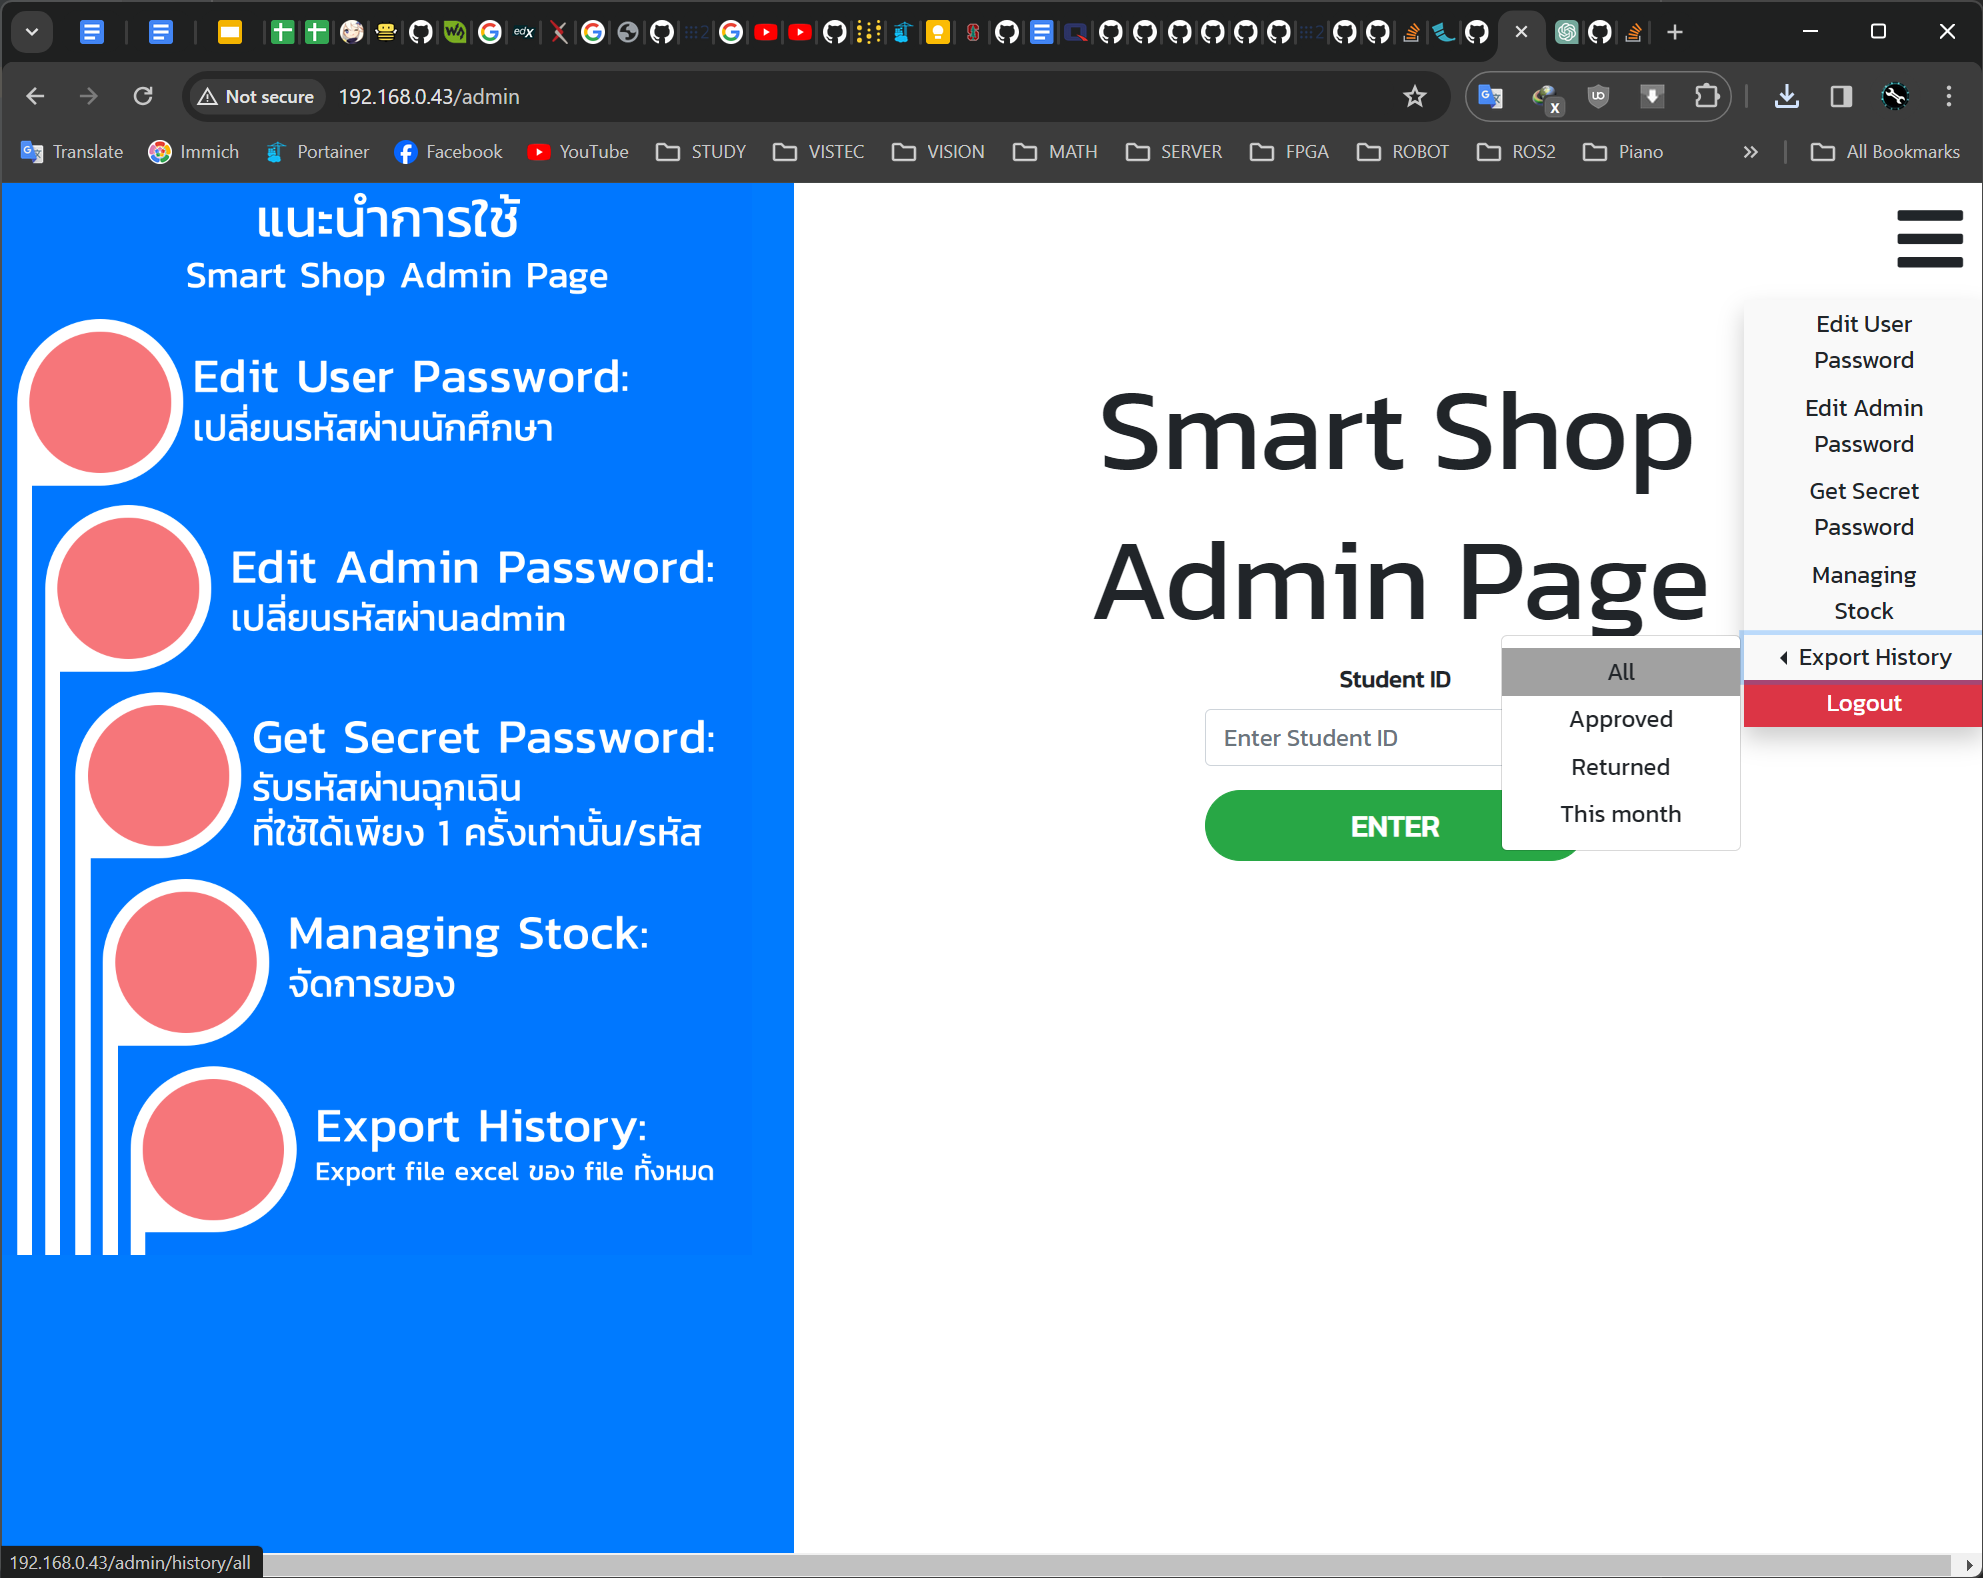 Not secure
192.168.0.43/admin
Translate
Immich
Portainer
Facebook
YouTube
STUDY
VISTEC
VISION
MATH
SERVER
FPGA
ROBOT
ROS2
Piano
All Bookmarks
แนะนำการใช้
Smart Shop Admin Page
Edit User Password:
เปลี่ยนรหัสผ่านนักศึกษา
Edit Admin Password:
เปลี่ยนรหัสผ่านadmin
Get Secret Password:
รับรหัสผ่านฉุกเฉิน
ที่ใช้ได้เพียง 1 ครั้งเท่านั้น/รหัส
Managing Stock:
จัดการของ
Export History:
Export file excel ของ file ทั้งหมด
Smart Shop
Admin Page
Student ID
Enter Student ID
ENTER
Edit User
Password
Edit Admin
Password
Get Secret
Password
Managing
Stock
Export History
Logout
All
Approved
Returned
This month
192.168.0.43/admin/history/all